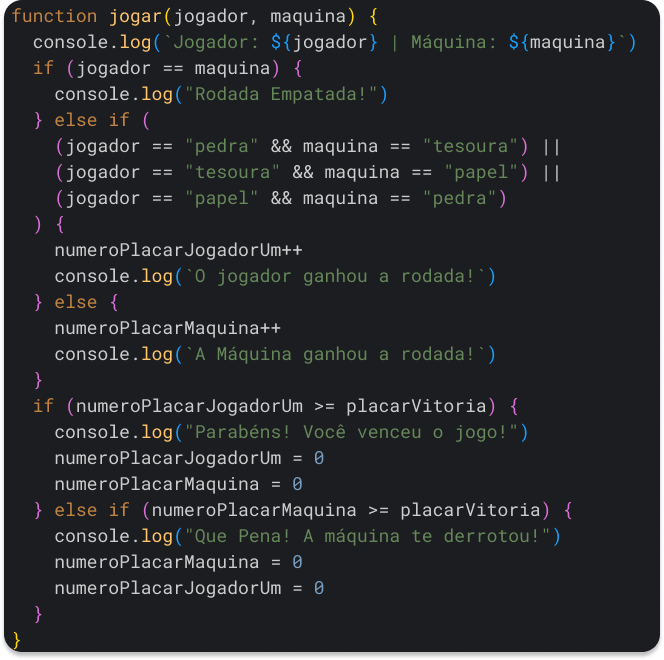 function jogar(jogador, maquina) {
  console.log(`Jogador: ${jogador} | Máquina: ${maquina}`)
  if (jogador == maquina) {
    console.log("Rodada Empatada!")
  } else if (
    (jogador == "pedra" && maquina == "tesoura") ||
    (jogador == "tesoura" && maquina == "papel") ||
    (jogador == "papel" && maquina == "pedra")
  ) {
    numeroPlacarJogadorUm++
    console.log(`O jogador ganhou a rodada!`)
  } else {
    numeroPlacarMaquina++
    console.log(`A Máquina ganhou a rodada!`)
  }
  if (numeroPlacarJogadorUm >= placarVitoria) {
    console.log("Parabéns! Você venceu o jogo!")
    numeroPlacarJogadorUm = 0
    numeroPlacarMaquina = 0
  } else if (numeroPlacarMaquina >= placarVitoria) {
    console.log("Que Pena! A máquina te derrotou!")
    numeroPlacarMaquina = 0
    numeroPlacarJogadorUm = 0
  }
}